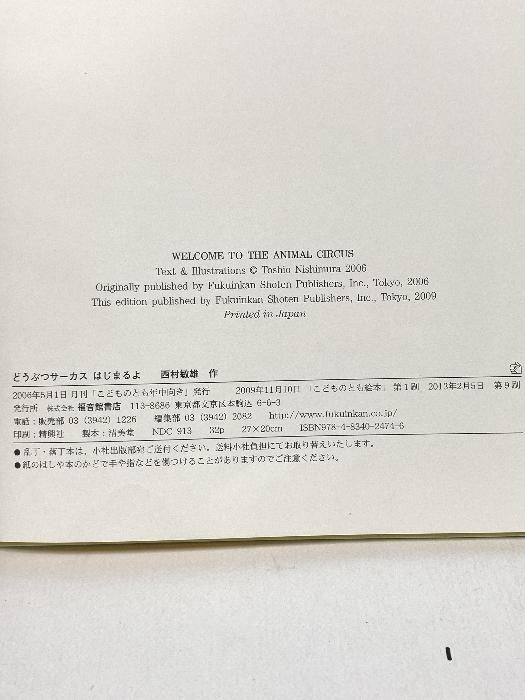 WELCOME TO THE ANIMAL CIRCUS
Text & Illustrations © Toshio Nishimura 2006
Originally published by Fukuinkan Shoten Publishers, Inc., Tokyo, 2006
This edition published by Fukuinkan Shoten Publishers, Inc., Tokyo, 2009
Printed in Japan
どうぶつサーカス はじまるよ　西村敏雄　作
2006年5月1日 月刊「こどものとも年中向き」発行　2009年11月10日 「こどものとも絵本」 第1刷　2013年2月5日　第9刷
発行所　株式会社 福音館書店　113-8686 東京都文京区本駒込 6-6-3
電話：販売部 03 (3942) 1226　編集部 03 (3942) 2082　http://www.fukuinkan.co.jp/
印刷：精興社　製本：清美堂　NDC 913　32p　27×20cm　ISBN978-4-8340-2474-6
●乱丁・落丁本は，小社出版部宛ご送付ください。送料小社負担にてお取り替えいたします。
●紙のはしや本のかどで手や指などを傷つけることがありますのでご注意ください。